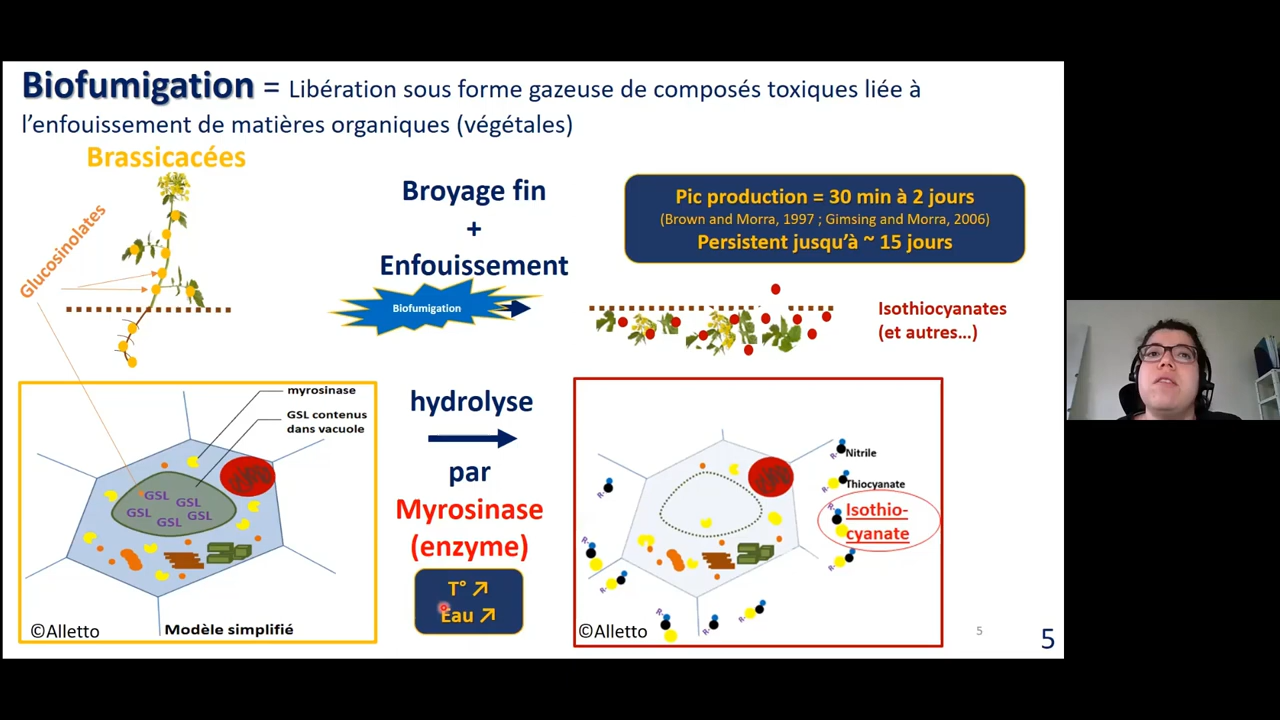 Biofumigation = Libération sous forme gazeuse de composés toxiques liée à
l'enfouissement de matières organiques (végétales)
Brassicacées
Glucosinolates
Broyage fin
+
Enfouissement
Biofumigation
Pic production = 30 min à 2 jours
(Brown and Morra, 1997 ; Gimsing and Morra, 2006)
Persistent jusqu'à ~ 15 jours
Isothiocyanates
(et autres…)
myrosinase
GSL contenus
dans vacuole
GSL
GSL
GSL
GSL
GSL
©Alletto
Modèle simplifié
hydrolyse
par
Myrosinase
(enzyme)
T° ↗
Eau ↗
R-
R-
R-
R-
R-
R-
R-
Nitrile
R-
Thiocyanate
R-
Isothio-
cyanate
R-
©Alletto
5
5